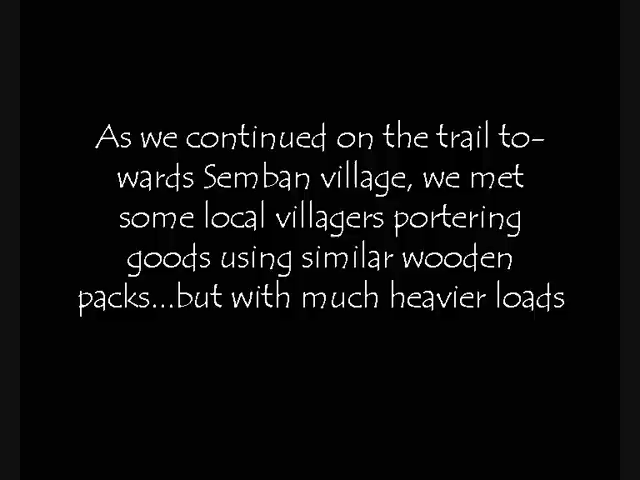 As we continued on the trail to-
wards Semban village, we met
some local villagers portering
goods using similar wooden
packs...but with much heavier loads